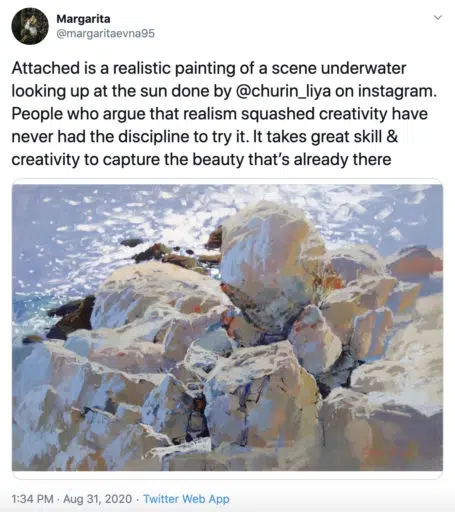 Margarita
@margaritaevna95
Attached is a realistic painting of a scene underwater
looking up at the sun done by @churin_liya on instagram.
People who argue that realism squashed creativity have
never had the discipline to try it. It takes great skill &
creativity to capture the beauty that’s already there
1:34 PM · Aug 31, 2020 · Twitter Web App